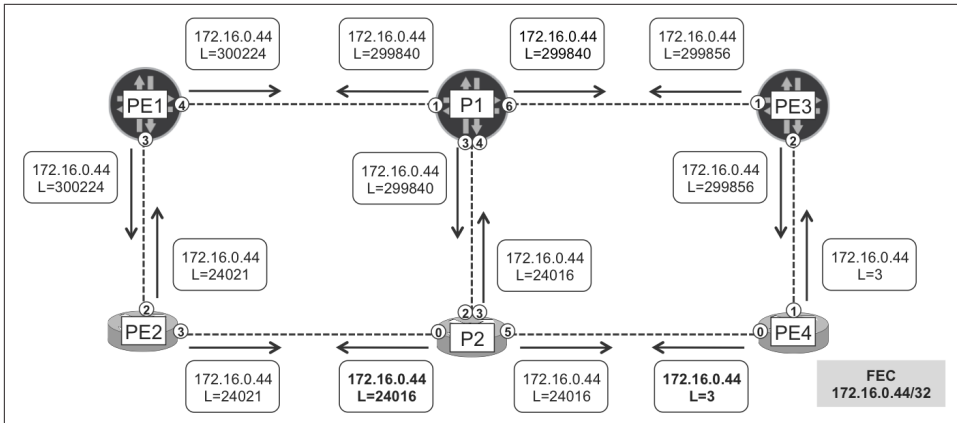 172.16.0.44
L=300224
172.16.0.44
L=299840
172.16.0.44
L=299840
172.16.0.44
L=299856
PE1
4
3
1
P1
6
3
4
1
PE3
2
172.16.0.44
L=300224
172.16.0.44
L=299840
172.16.0.44
L=299856
172.16.0.44
L=24021
172.16.0.44
L=24016
172.16.0.44
L=3
2
PE2
3
2
3
0
P2
5
1
0
PE4
172.16.0.44
L=24021
172.16.0.44
L=24016
172.16.0.44
L=24016
172.16.0.44
L=3
FEC
172.16.0.44/32